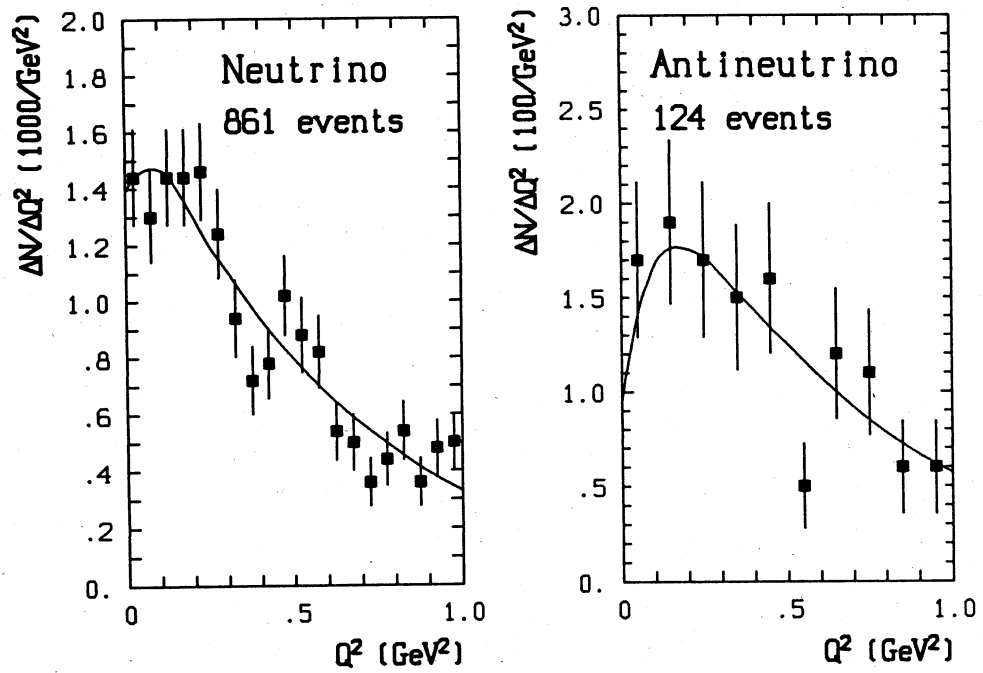 ΔN/ΔQ² (1000/GeV²)
2.0
1.8
1.6
1.4
1.2
1.0
.8
.6
.4
.2
0.
Neutrino
861 events
0 .5 1.0
Q² (GeV²)
ΔN/ΔQ² (100/GeV²)
3.0
2.5
2.0
1.5
1.0
.5
0.
Antineutrino
124 events
0 .5 1.0
Q² (GeV²)